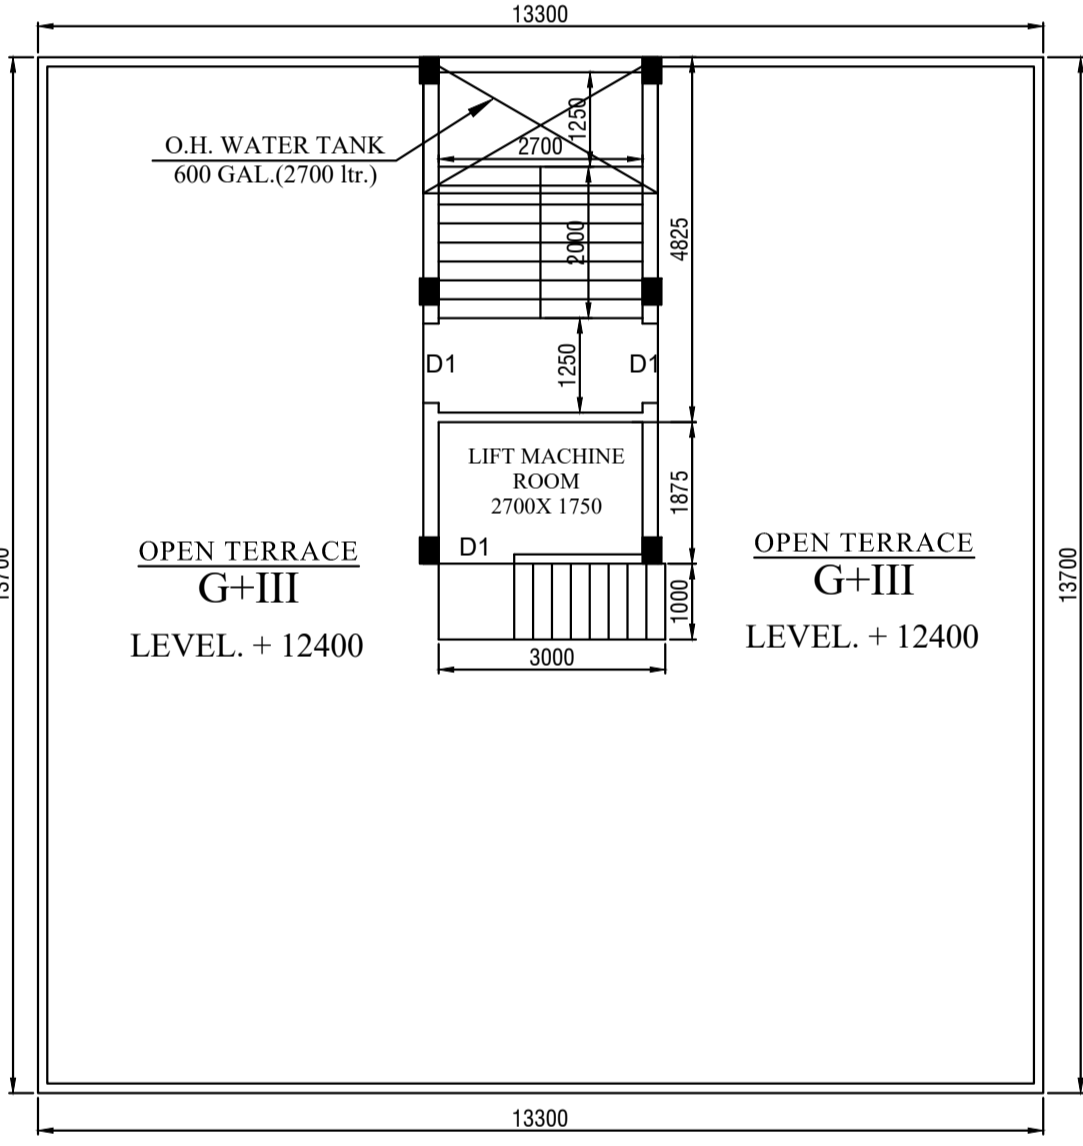 13300
O.H. WATER TANK
600 GAL.(2700 ltr.)
1250
2700
2000
4825
D1
1250
D1
LIFT MACHINE
ROOM
2700X 1750
1875
D1
OPEN TERRACE
G+III
LEVEL. + 12400
OPEN TERRACE
G+III
LEVEL. + 12400
13700
13700
1000
3000
13300